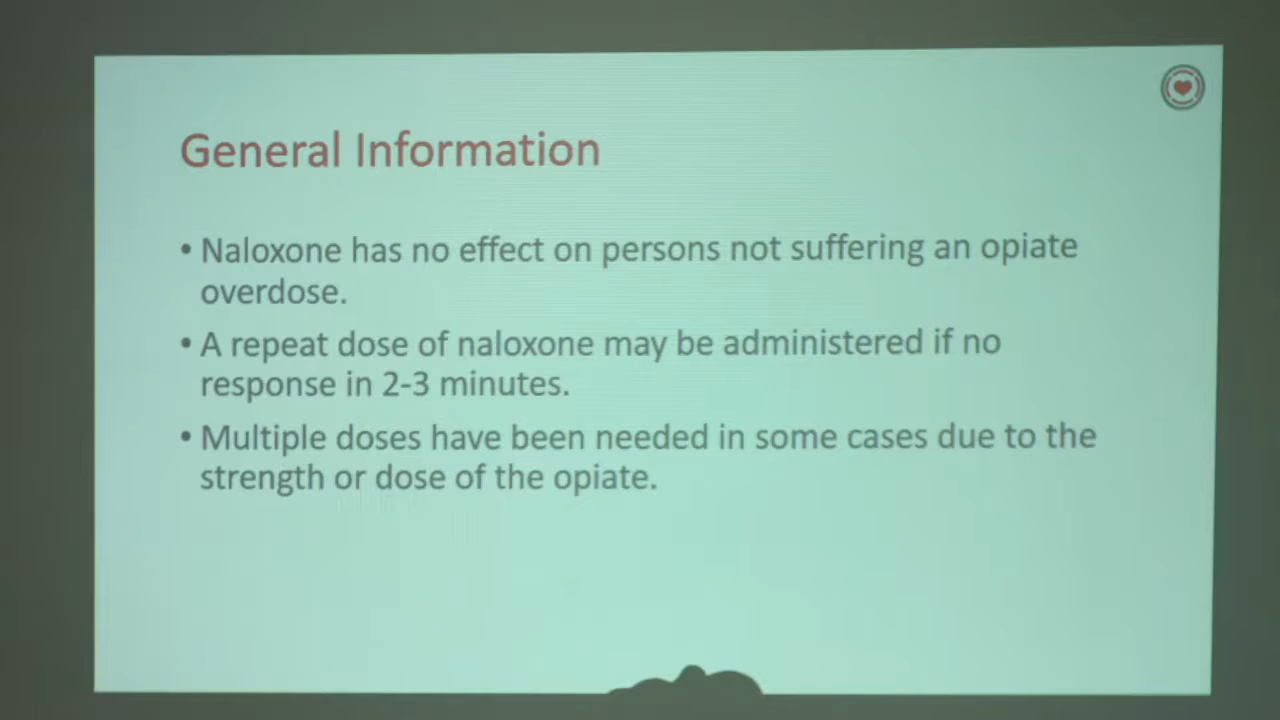 General Information
• Naloxone has no effect on persons not suffering an opiate
overdose.
• A repeat dose of naloxone may be administered if no
response in 2-3 minutes.
• Multiple doses have been needed in some cases due to the
strength or dose of the opiate.